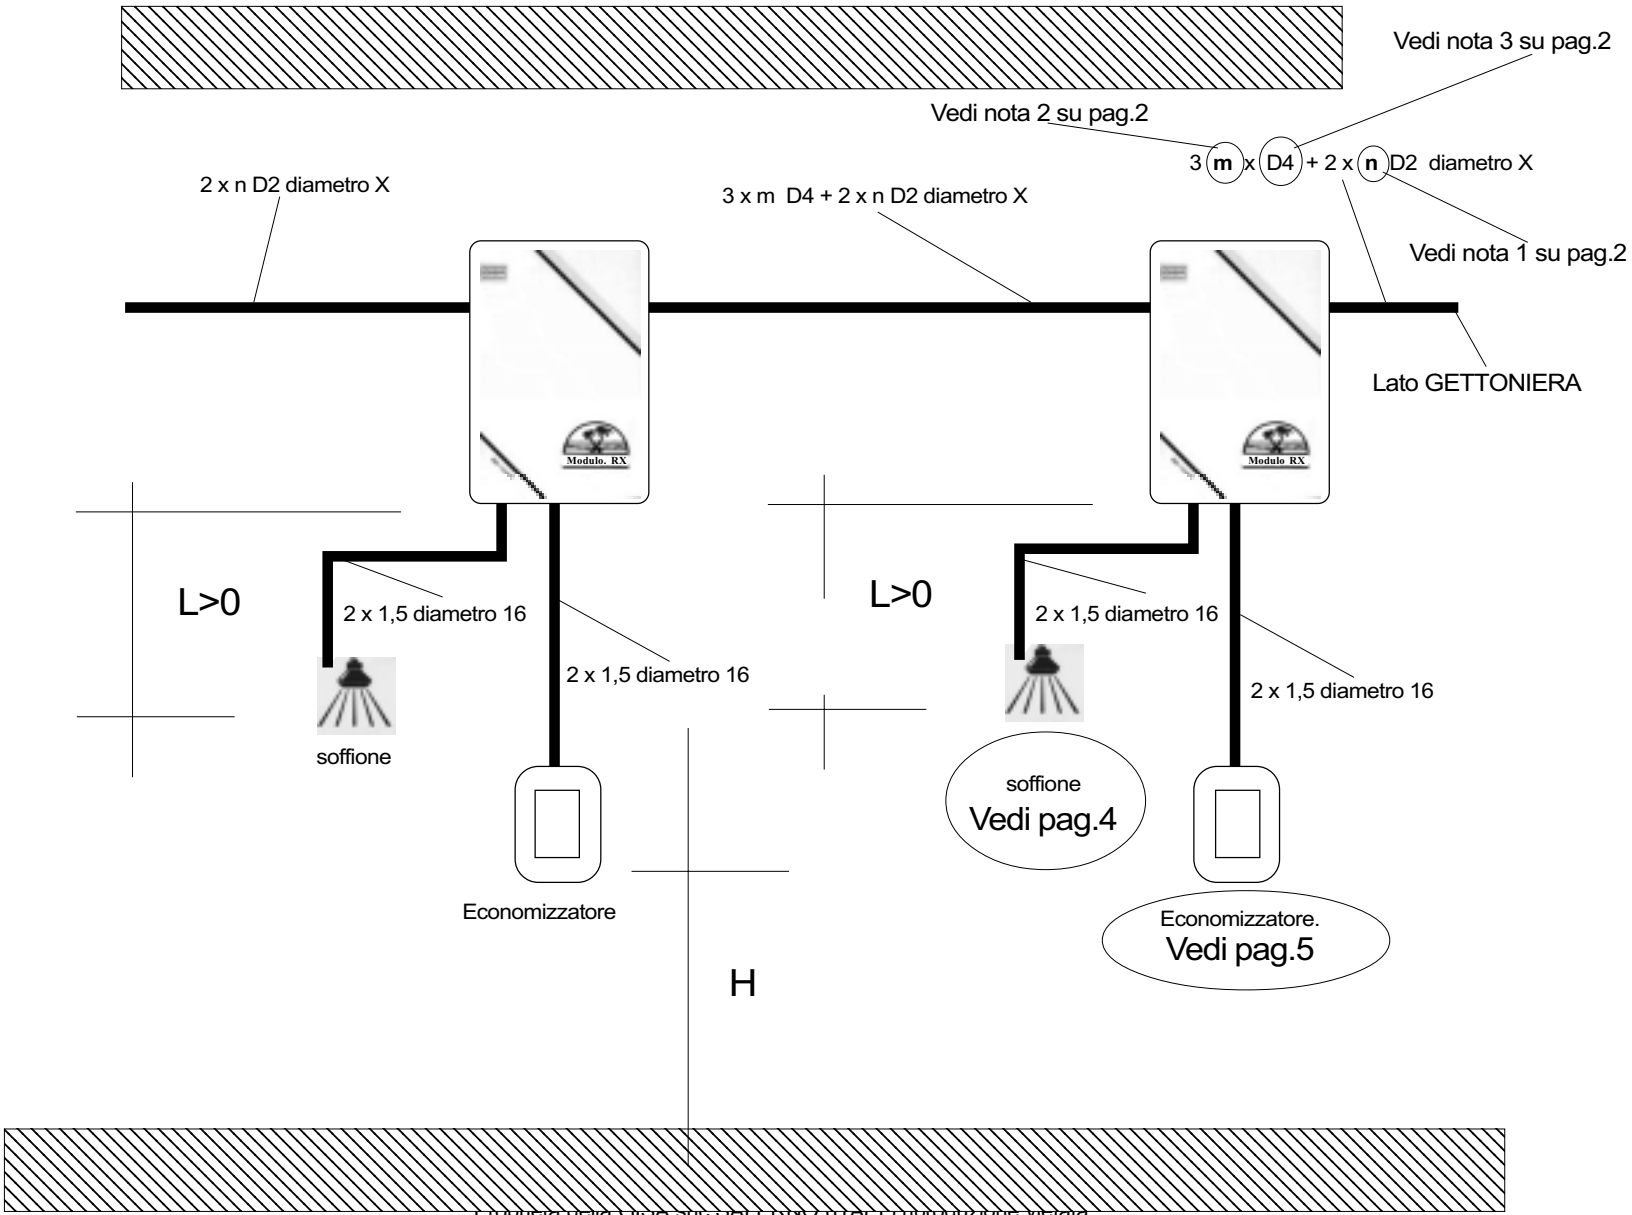 Vedi nota 3 su pag.2
Vedi nota 2 su pag.2
3 m x D4 + 2 x n D2 diametro X
2 x n D2 diametro X
3 x m D4 + 2 x n D2 diametro X
Vedi nota 1 su pag.2
Lato GETTONIERA
Modulo. RX
Modulo RX
L>0
L>0
2 x 1,5 diametro 16
2 x 1,5 diametro 16
2 x 1,5 diametro 16
2 x 1,5 diametro 16
soffione
soffione
Vedi pag.4
Economizzatore
Economizzatore.
Vedi pag.5
H